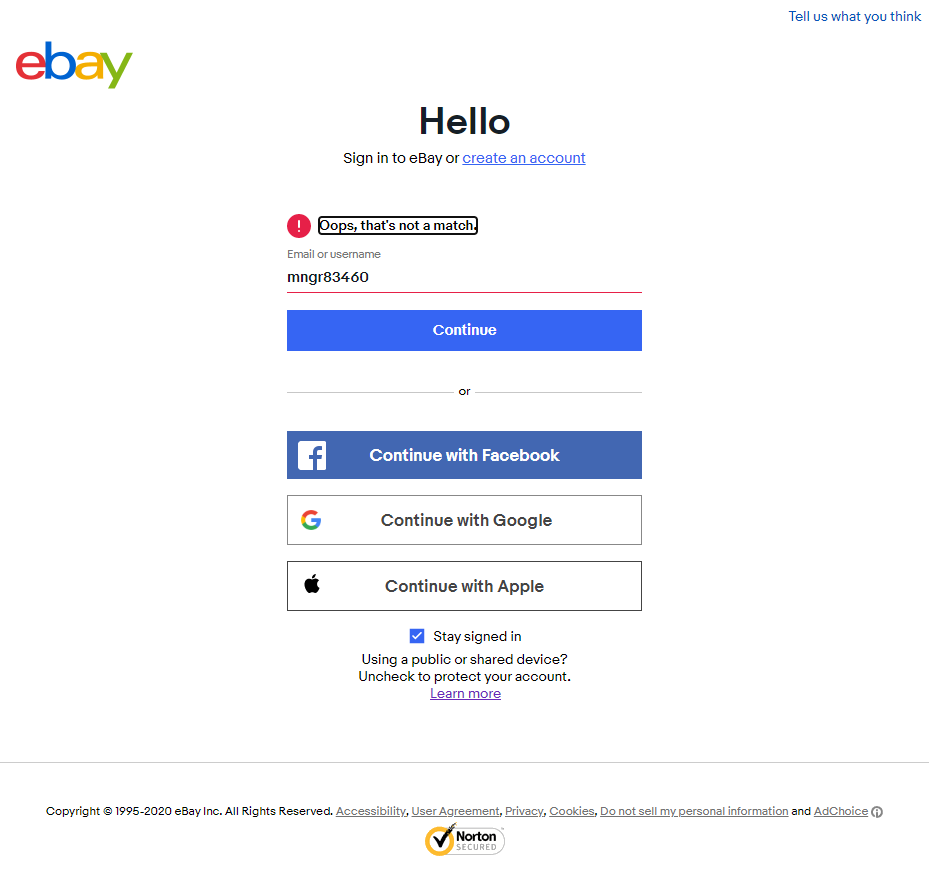 Tell us what you think
ebay
Hello
Sign in to eBay or create an account
Oops, that's not a match.
Email or username
mngr83460
Continue
or
Continue with Facebook
Continue with Google
Continue with Apple
Stay signed in
Using a public or shared device?
Uncheck to protect your account.
Learn more
Copyright © 1995-2020 eBay Inc. All Rights Reserved. Accessibility, User Agreement, Privacy, Cookies, Do not sell my personal information and AdChoice
Norton
SECURED